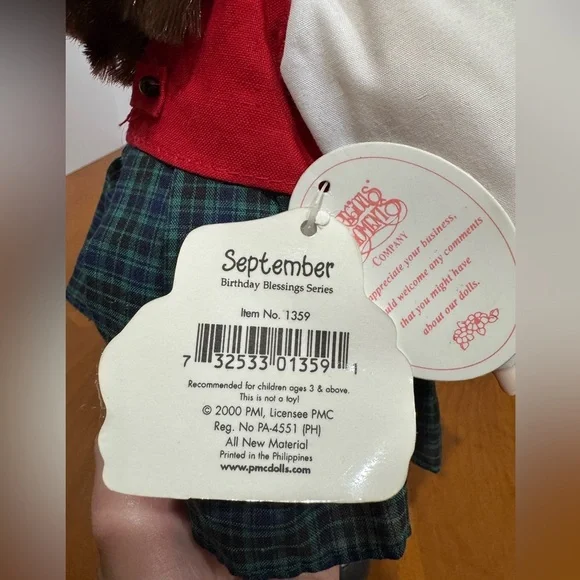 September
Birthday Blessings Series
Item No. 1359
7 32533 01359 1
Recommended for children ages 3 & above.
This is not a toy!
© 2000 PMI, Licensee PMC
Reg. No PA-4551 (PH)
All New Material
Printed in the Philippines
www.pmcdolls.com
COMPANY
appreciate your business,
would welcome any comments
that you might have
about our dolls.